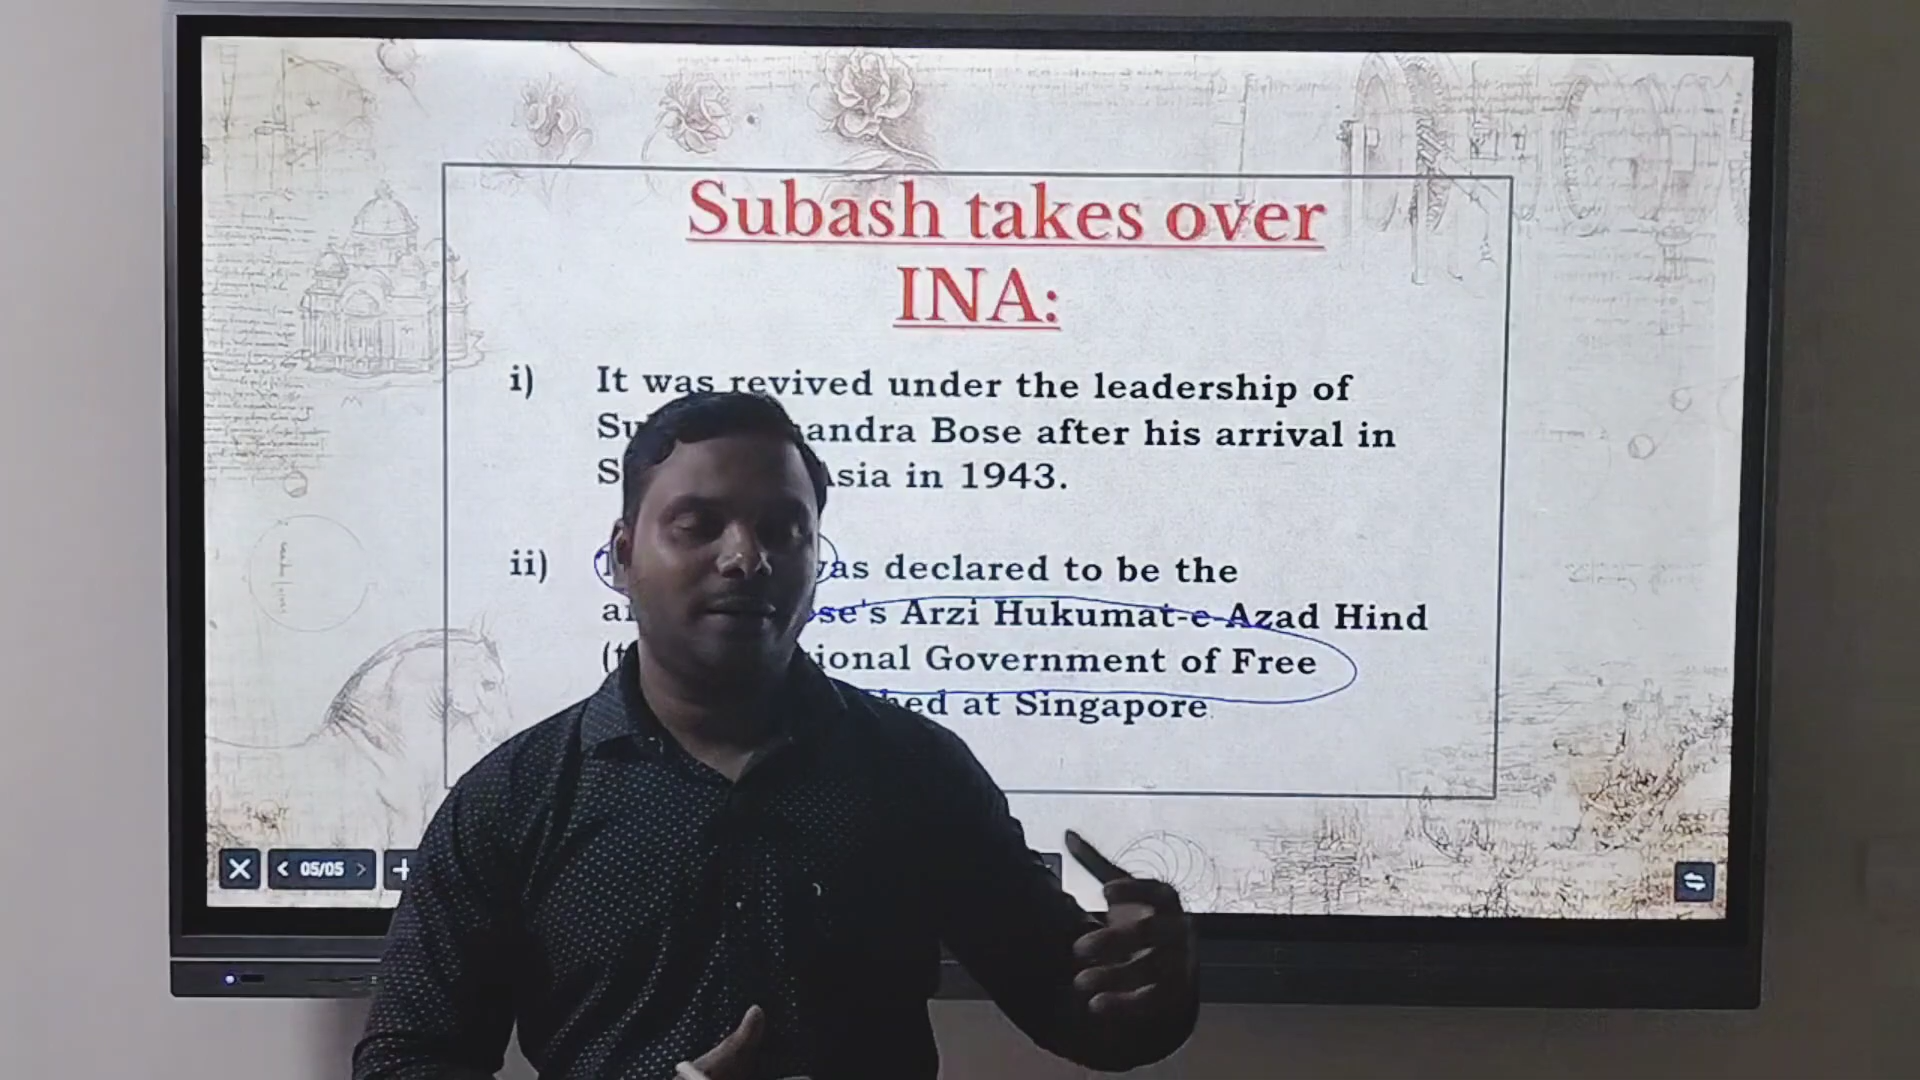 Subash takes over
INA:
i) It was revived under the leadership of
andra Bose after his arrival in
Asia in 1943.
ii) was declared to be the
se's Arzi Hukumat-e-Azad Hind
ional Government of Free
hed at Singapore
05/05